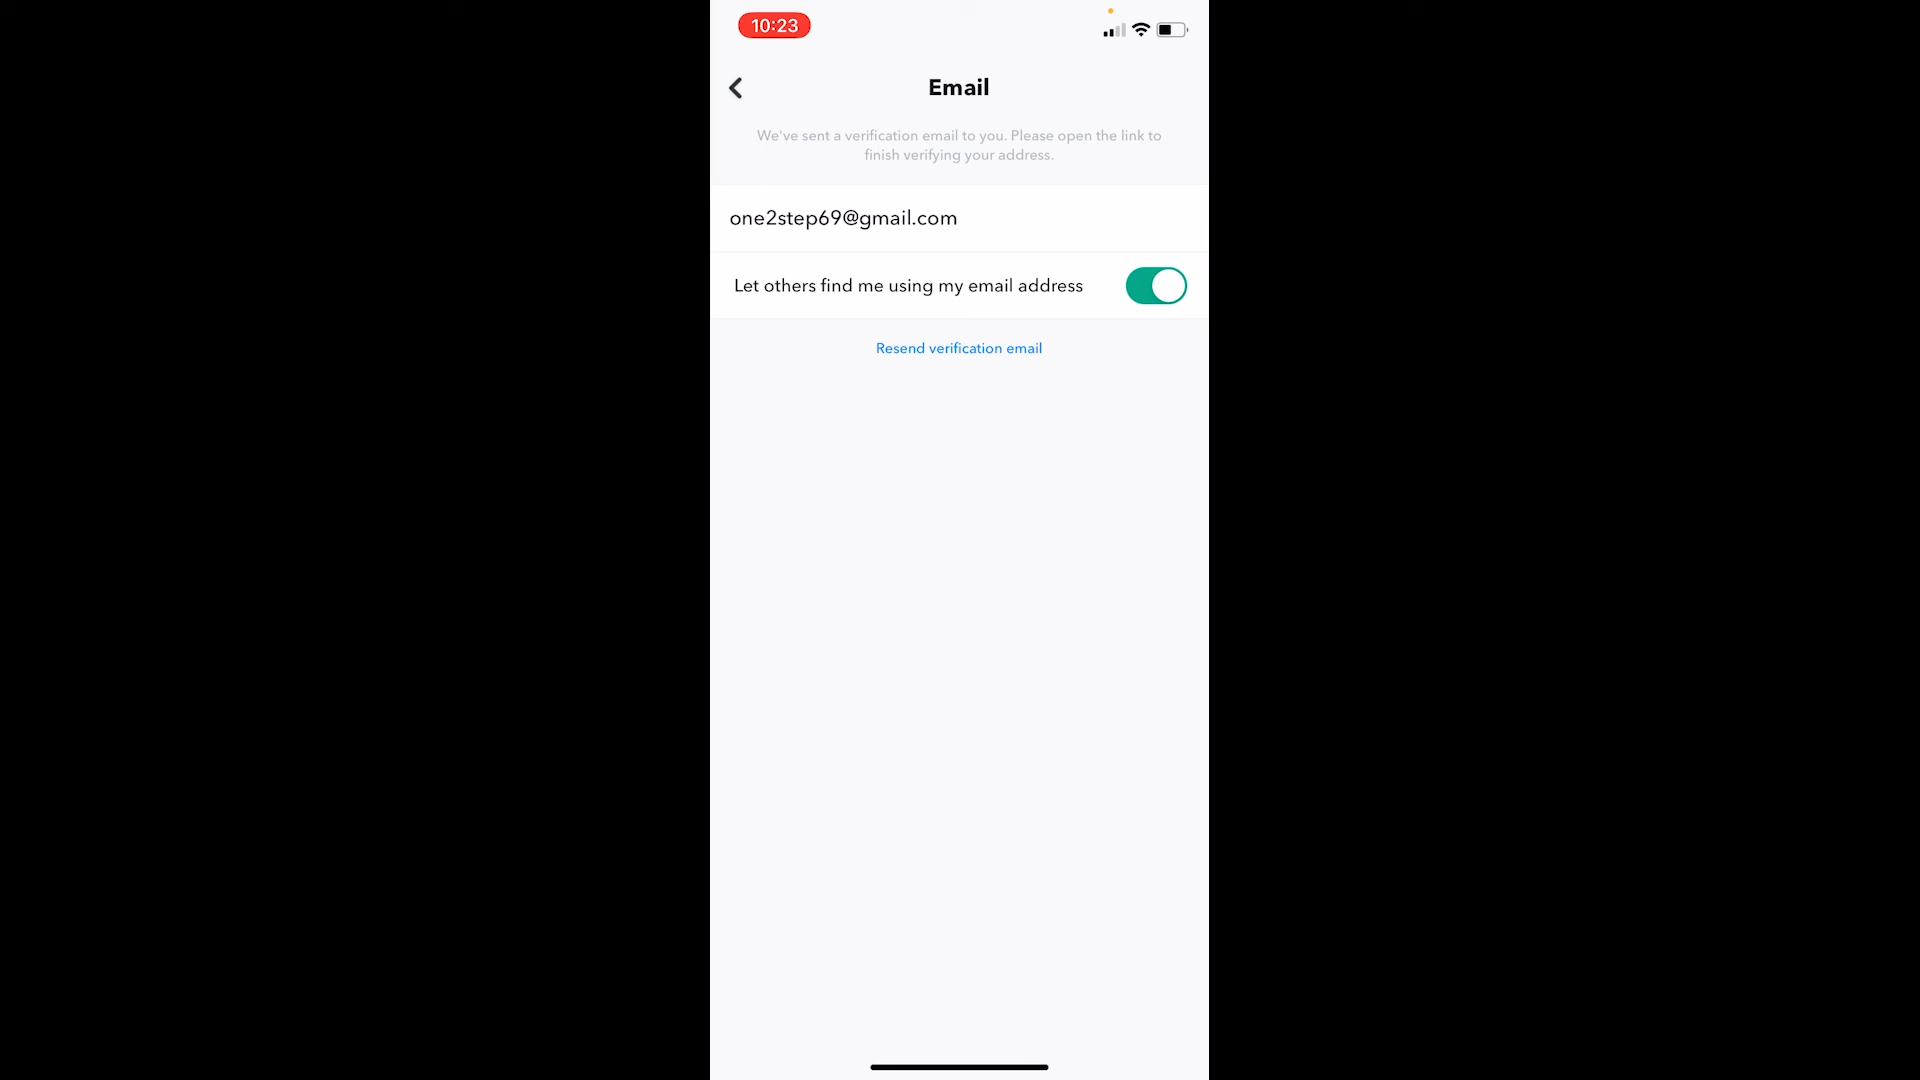 10:23
Email
We've sent a verification email to you. Please open the link to
finish verifying your address.
one2step69@gmail.com
Let others find me using my email address
Resend verification email